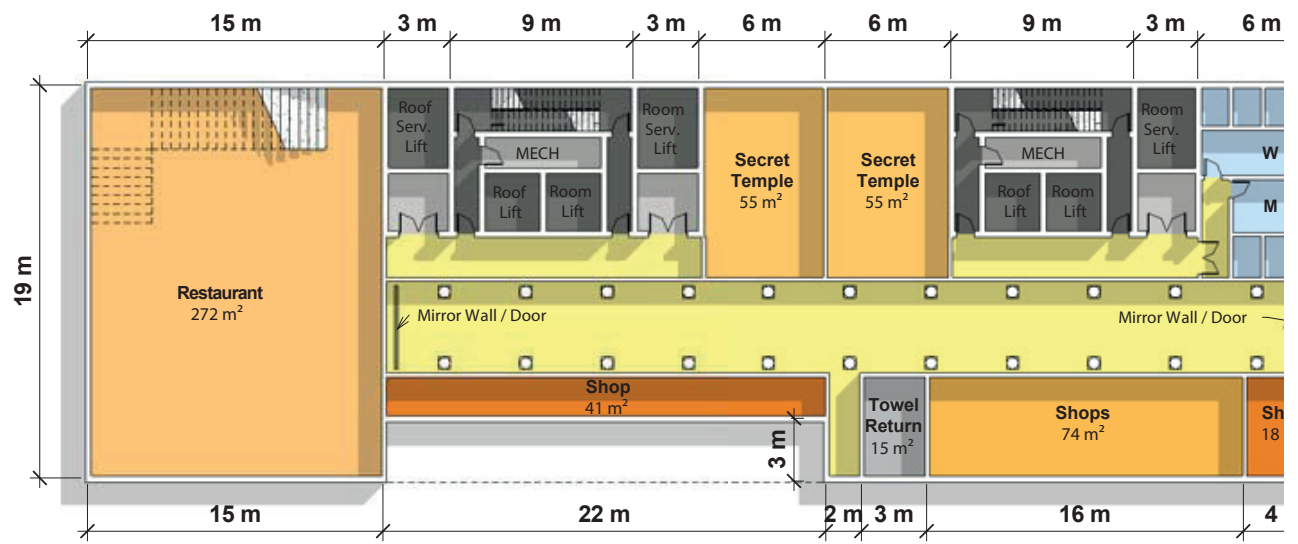 15 m
3 m
9 m
3 m
6 m
6 m
9 m
3 m
6 m
19 m
Roof
Serv.
Lift
MECH
Roof
Lift
Room
Lift
Room
Serv.
Lift
Secret
Temple
55 m²
Secret
Temple
55 m²
MECH
Roof
Lift
Room
Lift
Room
Serv.
Lift
W
M
Restaurant
272 m²
Mirror Wall / Door
Mirror Wall / Door
Shop
41 m²
3 m
Towel
Return
15 m²
Shops
74 m²
Sh
18
15 m
22 m
2 m
3 m
16 m
4